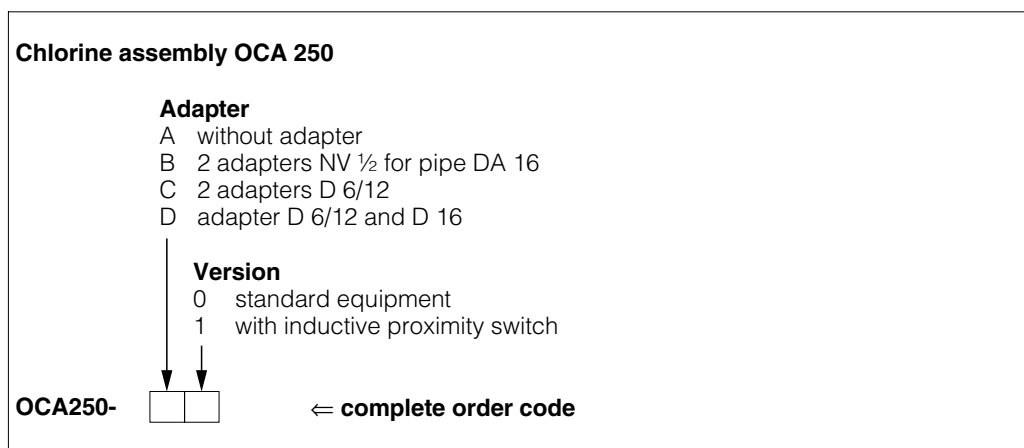 Chlorine assembly OCA 250
Adapter
A without adapter
B 2 adapters NV ½ for pipe DA 16
C 2 adapters D 6/12
D adapter D 6/12 and D 16
Version
0 standard equipment
1 with inductive proximity switch
OCA250- ⇐ complete order code